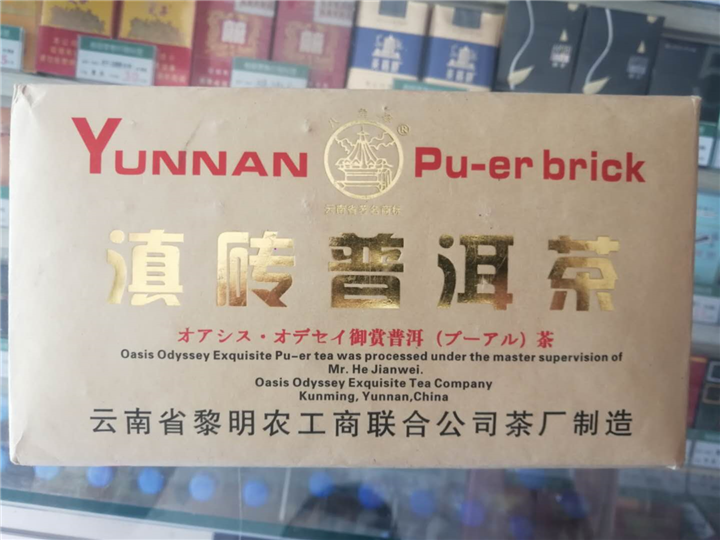 YUNNAN Pu-er brick
®
滇砖普洱茶
オアシス・オデセイ御赏普洱（プーアル）茶
Oasis Odyssey Exquisite Pu-er tea was processed under the master supervision of
Mr. He Jianwei.
Oasis Odyssey Exquisite Tea Company
Kunming, Yunnan,China
云南省黎明农工商联合公司茶厂制造